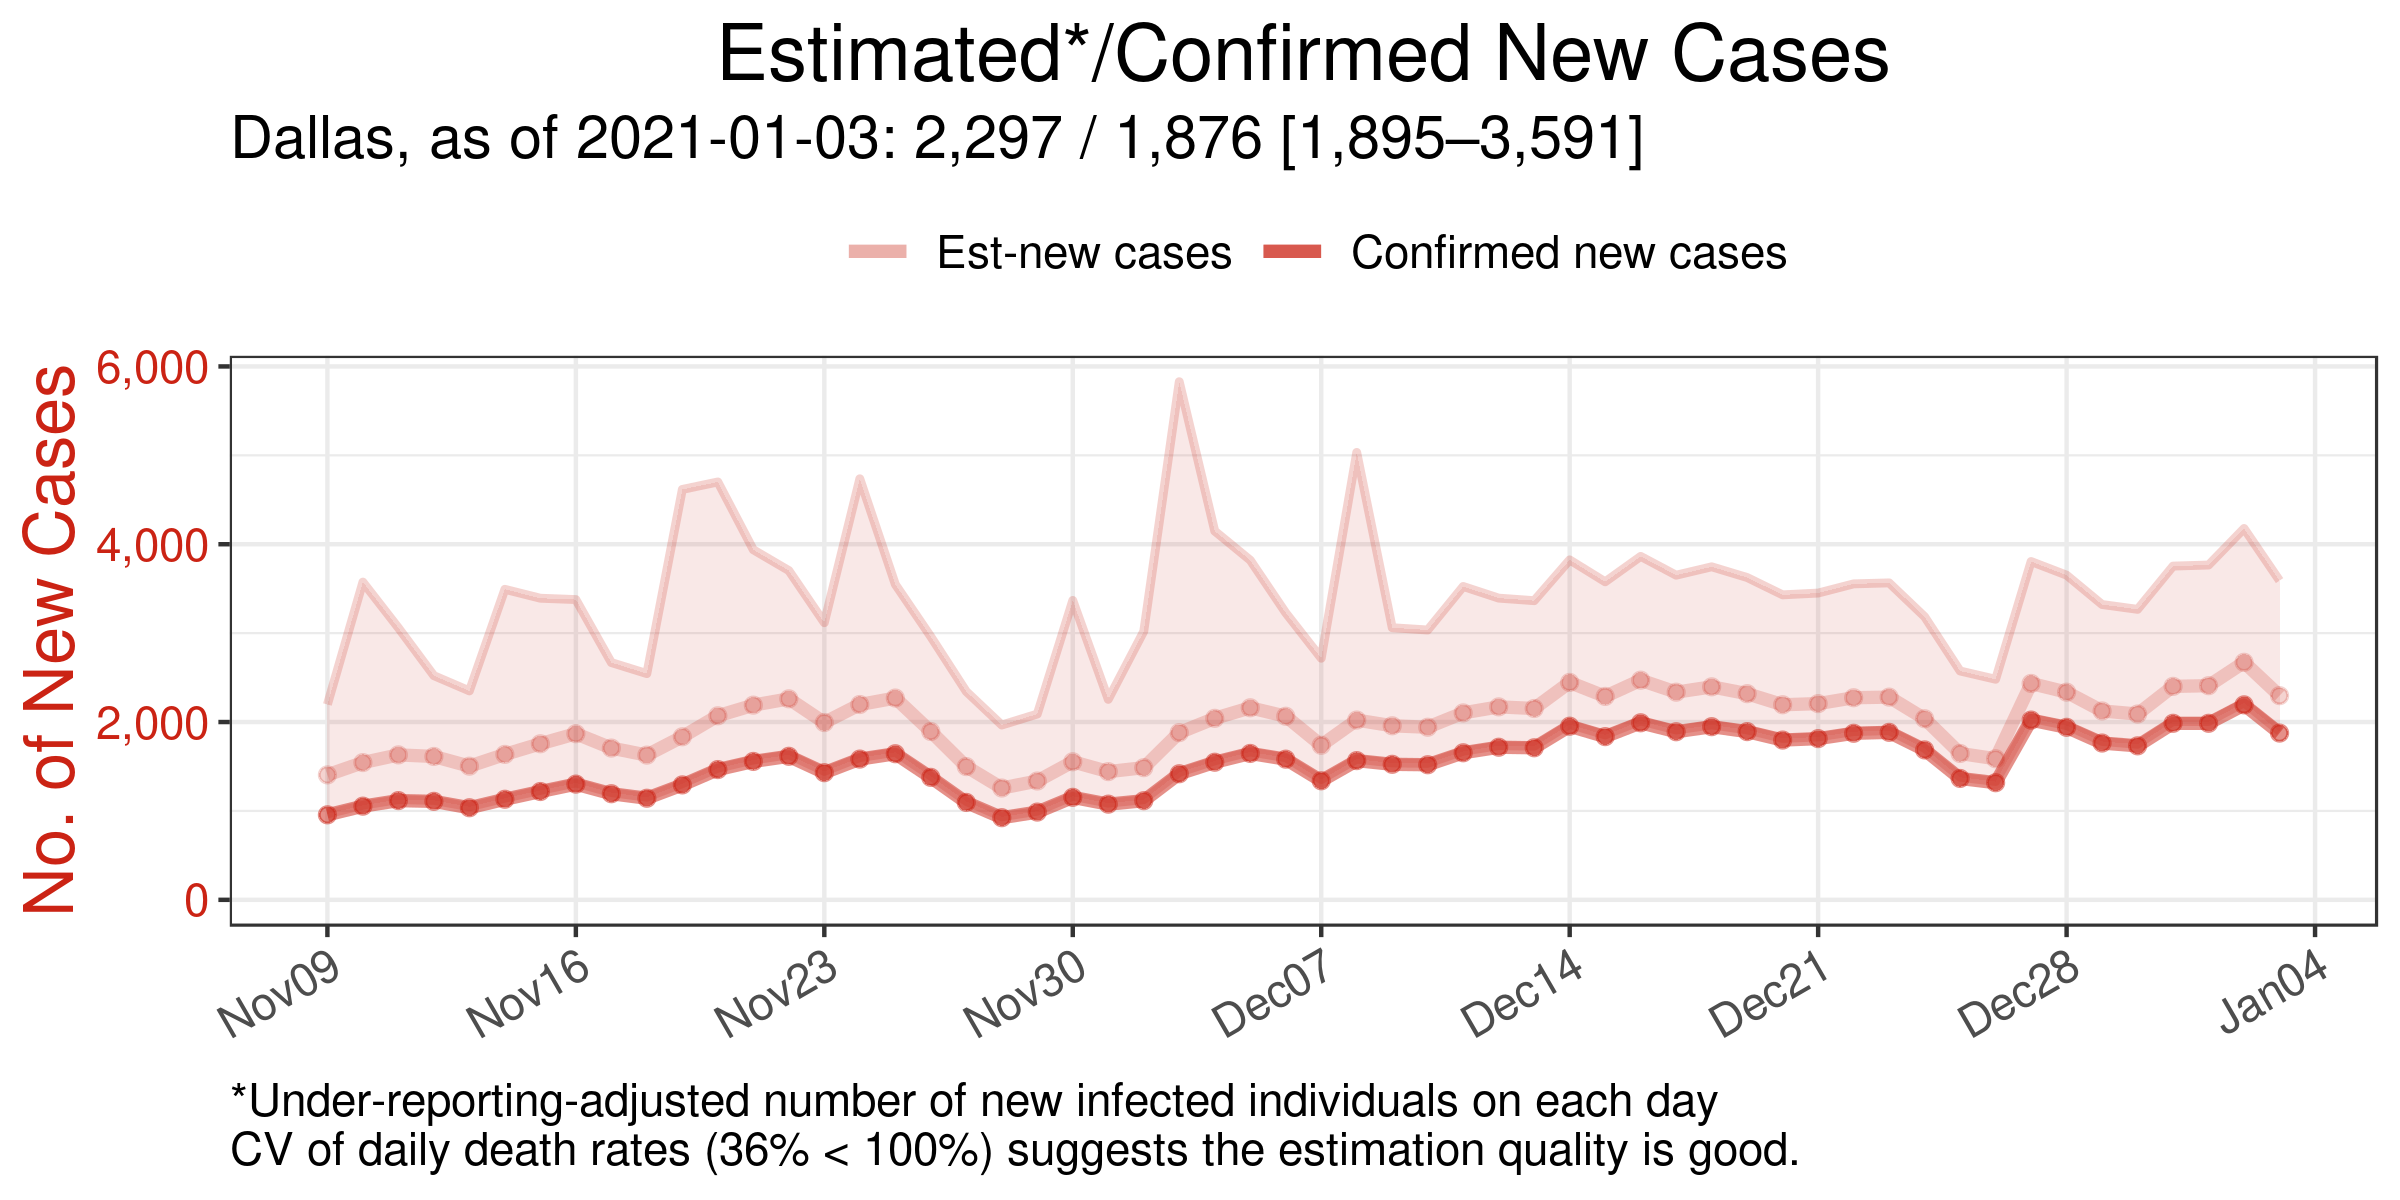 Estimated*/Confirmed New Cases
Dallas, as of 2021-01-03: 2,297 / 1,876 [1,895–3,591]
Est-new cases
Confirmed new cases
No. of New Cases
6,000
4,000
2,000
0
Nov09
Nov16
Nov23
Nov30
Dec07
Dec14
Dec21
Dec28
Jan04
*Under-reporting-adjusted number of new infected individuals on each day
CV of daily death rates (36% < 100%) suggests the estimation quality is good.